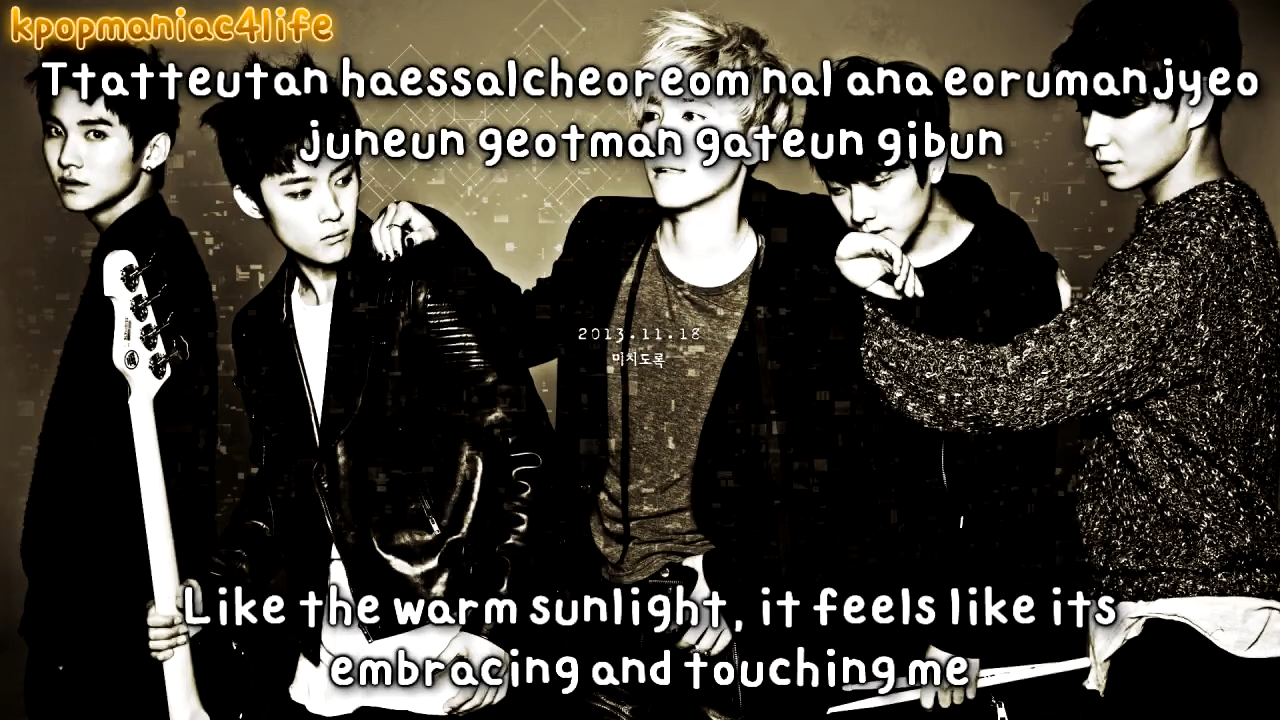 kpopmaniac4life
Ttatteutan haessalcheoreom nal ana eorumanjyeo
juneun geotman gateun gibun
2013.11.18
미치도록
Like the warm sunlight, it feels like its
embracing and touching me